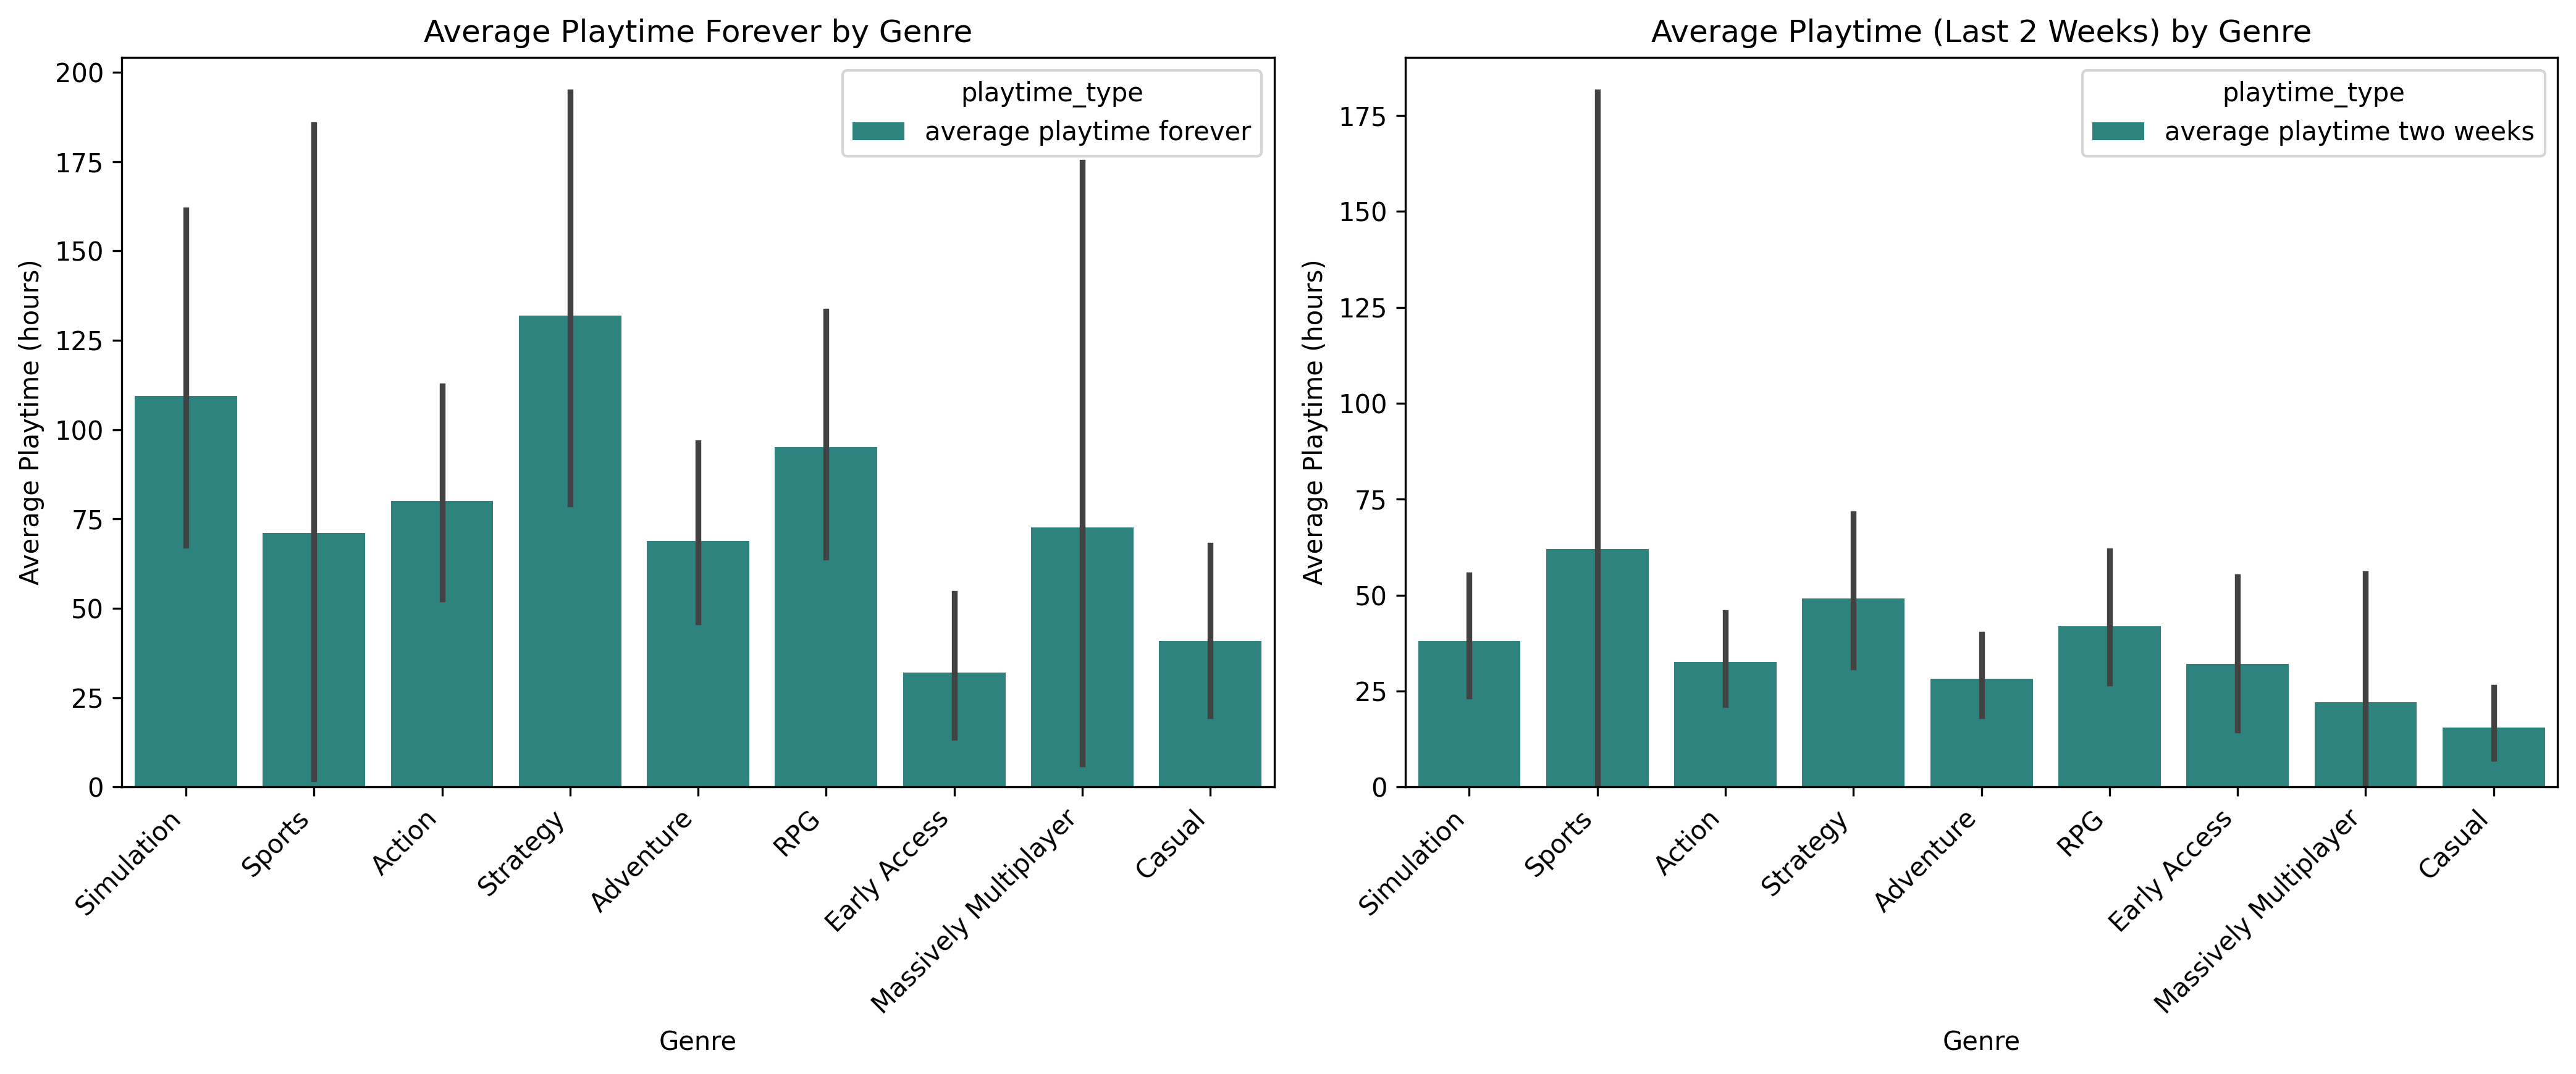 Average Playtime Forever by Genre
playtime_type
average playtime forever
Average Playtime (hours)
200
175
150
125
100
75
50
25
0
Simulation
Sports
Action
Strategy
Adventure
RPG
Early Access
Massively Multiplayer
Casual
Genre
Average Playtime (Last 2 Weeks) by Genre
playtime_type
average playtime two weeks
Average Playtime (hours)
175
150
125
100
75
50
25
0
Simulation
Sports
Action
Strategy
Adventure
RPG
Early Access
Massively Multiplayer
Casual
Genre